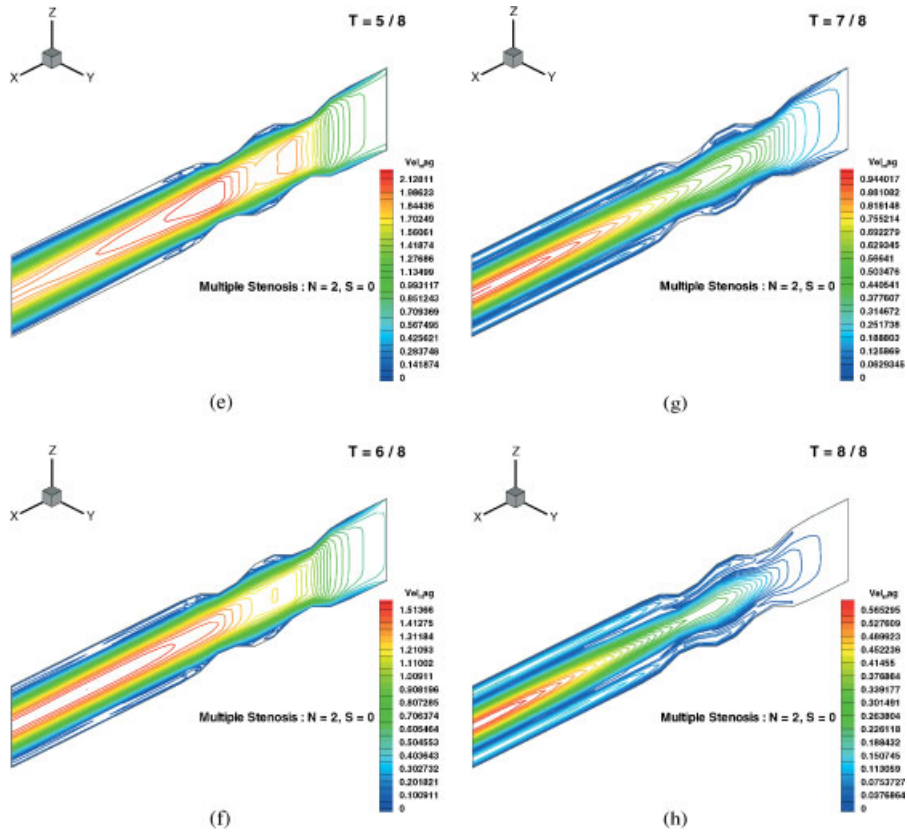 T = 5 / 8
Z
X
Y
Vel_mag
2.12811
1.98623
1.84436
1.70249
1.56061
1.41874
1.27686
1.13499
0.993117
0.851243
0.709369
0.567495
0.425621
0.283748
0.141874
0
Multiple Stenosis : N = 2, S = 0
(e)
T = 7 / 8
Z
X
Y
Vel_mag
0.944017
0.881082
0.818148
0.755214
0.692279
0.629345
0.56641
0.503476
0.440541
0.377607
0.314672
0.251738
0.188803
0.125869
0.0629345
0
Multiple Stenosis : N = 2, S = 0
(g)
T = 6 / 8
Z
X
Y
Vel_mag
1.51366
1.41275
1.31184
1.21093
1.11002
1.00911
0.908196
0.807285
0.706374
0.605464
0.504553
0.403643
0.302732
0.201821
0.100911
0
Multiple Stenosis : N = 2, S = 0
(f)
T = 8 / 8
Z
X
Y
Vel_mag
0.565295
0.527609
0.489923
0.452236
0.41455
0.376864
0.339177
0.301491
0.263804
0.226118
0.188432
0.150745
0.113059
0.0753727
0.0376864
0
Multiple Stenosis : N = 2, S = 0
(h)